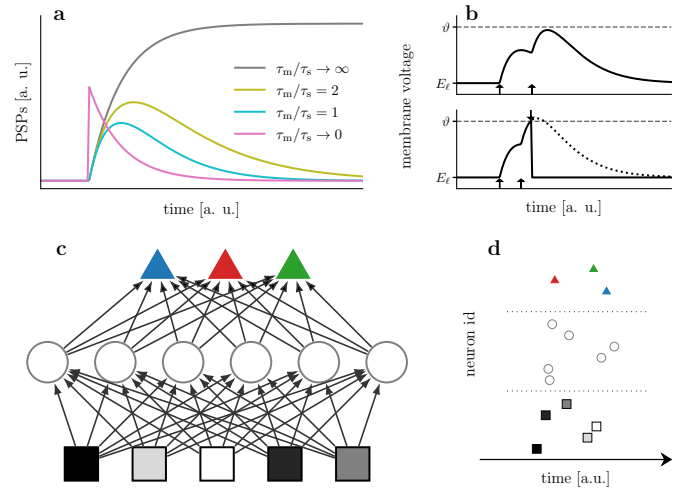 a
PSPs [a. u.]
τm/τs → ∞
τm/τs = 2
τm/τs = 1
τm/τs → 0
time [a. u.]
b
membrane voltage
ϑ
Eℓ
ϑ
Eℓ
time [a. u.]
c
d
neuron id
time [a.u.]